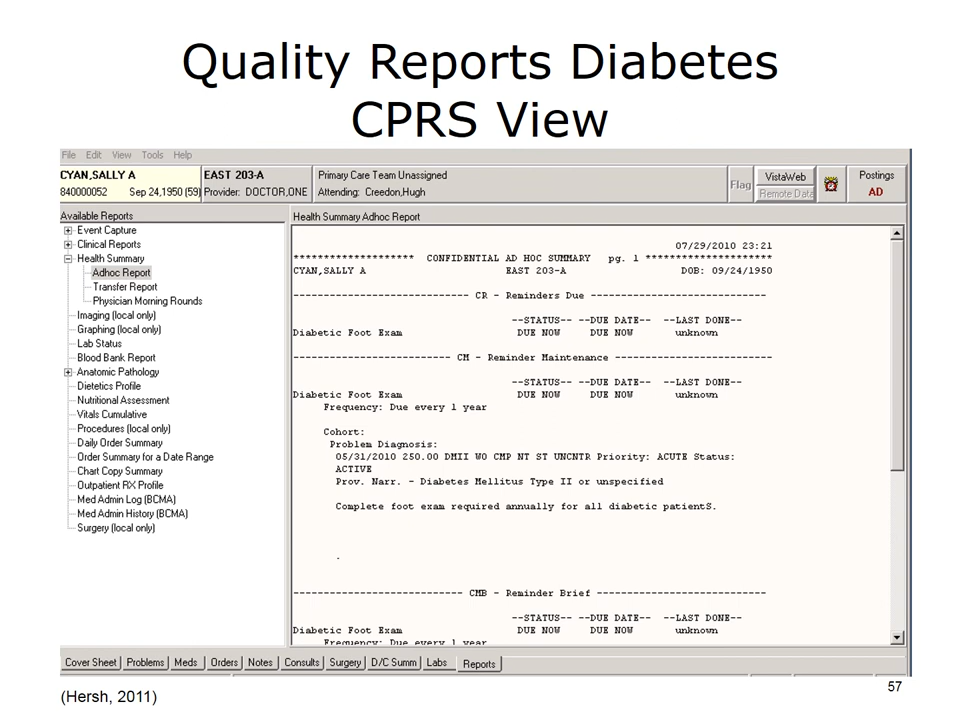 Quality Reports Diabetes
CPRS View
File Edit View Tools Help
CYAN,SALLY A
840000052 Sep 24,1950 (59)
EAST 203-A
Provider: DOCTOR,ONE
Primary Care Team Unassigned
Attending: Creedon,Hugh
Flag
VistaWeb
Remote Data
Postings
AD
Available Reports
Event Capture
Clinical Reports
Health Summary
Adhoc Report
Transfer Report
Physician Morning Rounds
Imaging (local only)
Graphing (local only)
Lab Status
Blood Bank Report
Anatomic Pathology
Dietetics Profile
Nutritional Assessment
Vitals Cumulative
Procedures (local only)
Daily Order Summary
Order Summary for a Date Range
Chart Copy Summary
Outpatient RX Profile
Med Admin Log (BCMA)
Med Admin History (BCMA)
Surgery (local only)
Health Summary Adhoc Report
07/29/2010 23:21
******************** CONFIDENTIAL AD HOC SUMMARY pg. 1 *********************
CYAN,SALLY A EAST 203-A DOB: 09/24/1950
----------------------------- CR - Reminders Due -----------------------------
--STATUS-- --DUE DATE-- --LAST DONE--
Diabetic Foot Exam DUE NOW DUE NOW unknown
-------------------------- CM - Reminder Maintenance --------------------------
--STATUS-- --DUE DATE-- --LAST DONE--
Diabetic Foot Exam DUE NOW DUE NOW unknown
Frequency: Due every 1 year
Cohort:
Problem Diagnosis:
05/31/2010 250.00 DMII WO CMP NT ST UNCNTR Priority: ACUTE Status:
ACTIVE
Prov. Narr. - Diabetes Mellitus Type II or unspecified
Complete foot exam required annually for all diabetic patientS.
.
---------------------------- CMB - Reminder Brief ----------------------------
--STATUS-- --DUE DATE-- --LAST DONE--
Diabetic Foot Exam DUE NOW DUE NOW unknown
Frequency: Due every 1 year
Cover Sheet Problems Meds Orders Notes Consults Surgery D/C Summ Labs Reports
(Hersh, 2011)
57